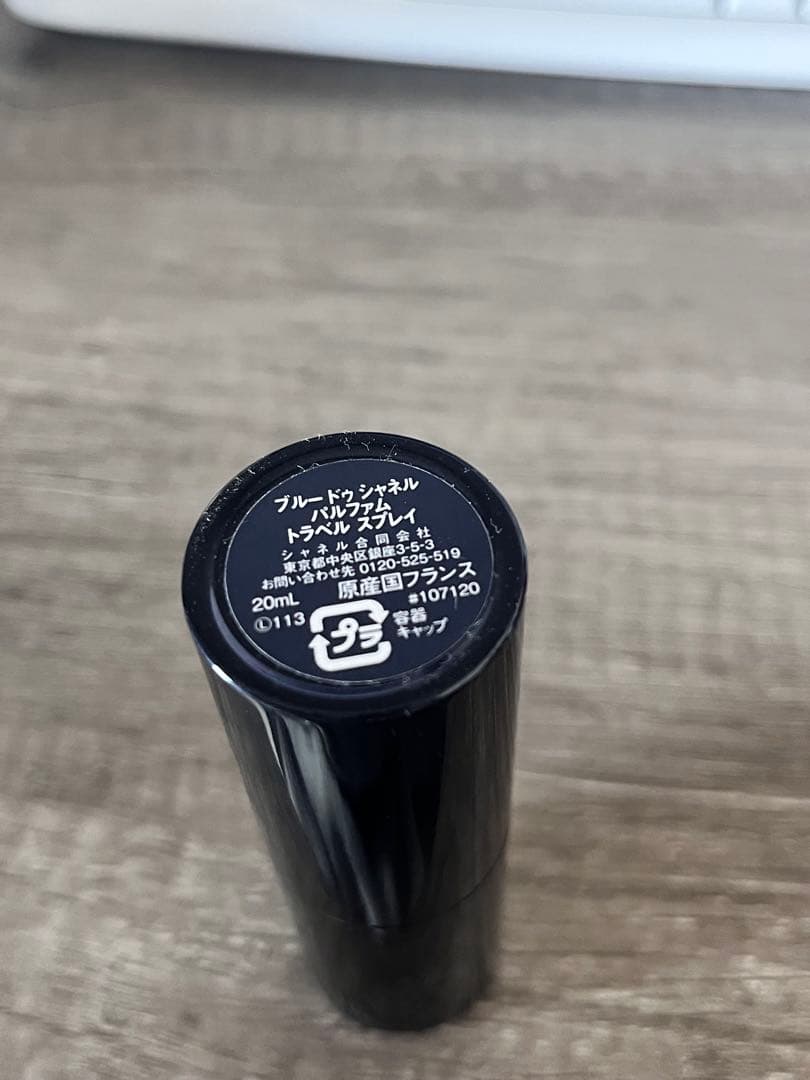 ブルー ドゥ シャネル
パルファム
トラベル スプレイ
シャネル合同会社
東京都中央区銀座3-5-3
お問い合わせ先 0120-525-519
原産国フランス
20mL #107120
Ⓛ113 プラ 容器
キャップ